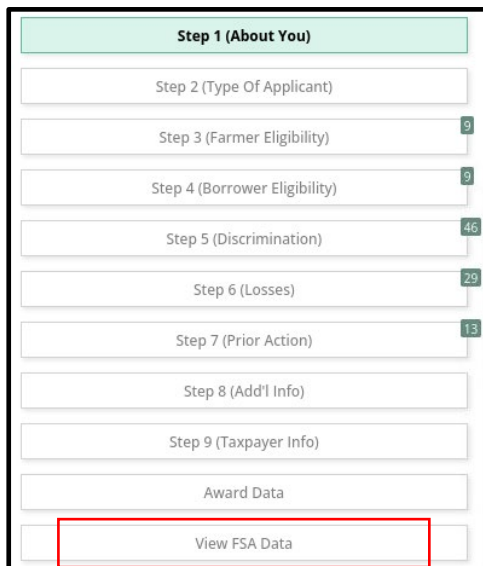 Step 1 (About You)
Step 2 (Type Of Applicant)
9
Step 3 (Farmer Eligibility)
9
Step 4 (Borrower Eligibility)
46
Step 5 (Discrimination)
29
Step 6 (Losses)
13
Step 7 (Prior Action)
Step 8 (Add'l Info)
Step 9 (Taxpayer Info)
Award Data
View FSA Data